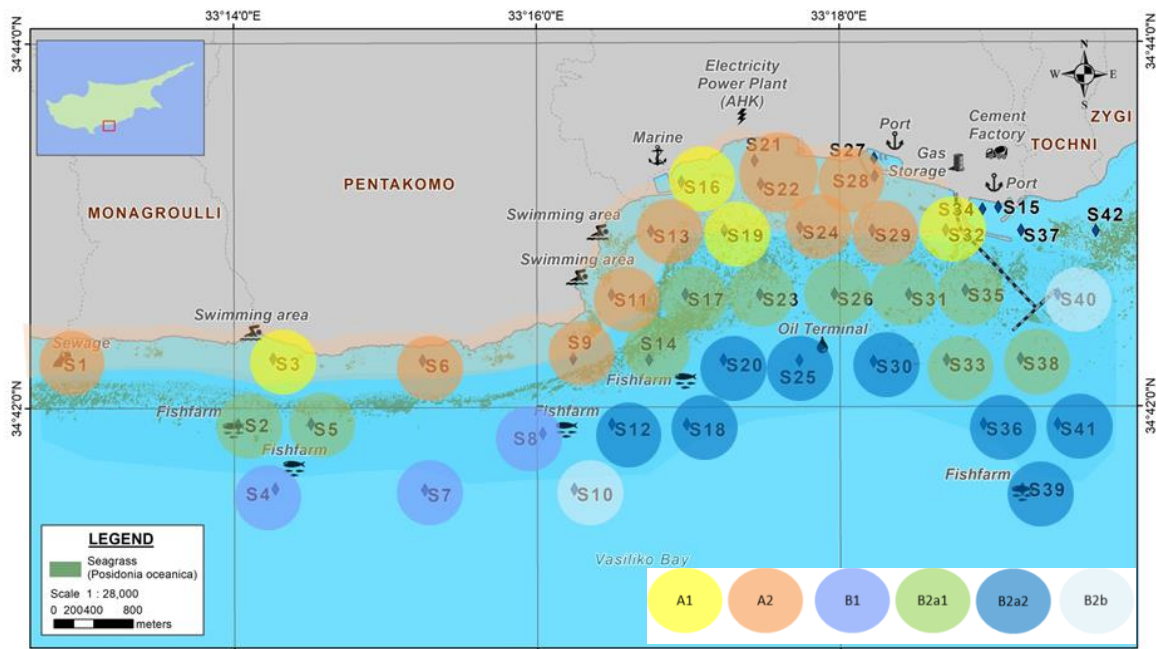 33°14'0"E
33°16'0"E
33°18'0"E
34°44'0"N
34°44'0"N
N
W E
S
Electricity
Power Plant
(AHK)
Marine
Port
Cement
Factory
ZYGI
TOCHNI
Gas
Storage
Port
PENTAKOMO
MONAGROULLI
S21
S27
S16
S22
S28
S34
S15
S42
Swimming area
S13
S19
S24
S29
S32
S37
Swimming area
S11
S17
S23
S26
S31
S35
S40
Swimming area
Oil Terminal
Sewage
S1
S3
S6
S9
S14
S20
S25
S30
S33
S38
Fishfarm
34°42'0"N
34°42'0"N
Fishfarm
S2
S5
Fishfarm
S8
S12
S18
S36
S41
Fishfarm
S4
S7
S10
Fishfarm
S39
Vasiliko Bay
LEGEND
Seagrass
(Posidonia oceanica)
Scale 1 : 28,000
0 200400 800
meters
A1
A2
B1
B2a1
B2a2
B2b